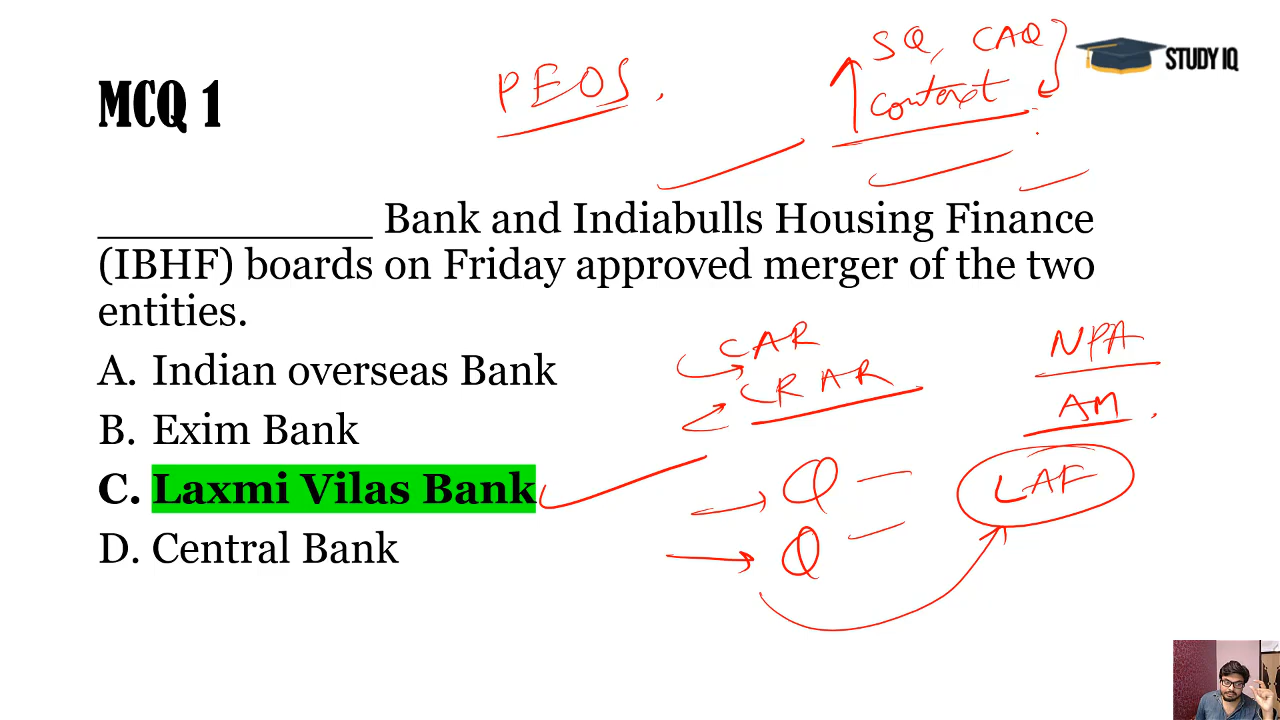 SQ, CAQ
STUDY IQ
PEOS.
context
MCQ 1
__________ Bank and Indiabulls Housing Finance
(IBHF) boards on Friday approved merger of the two
entities.
CAR
NPA
A. Indian overseas Bank
CRAR
AM
B. Exim Bank
C. Laxmi Vilas Bank
Q
LAF
D. Central Bank
Q